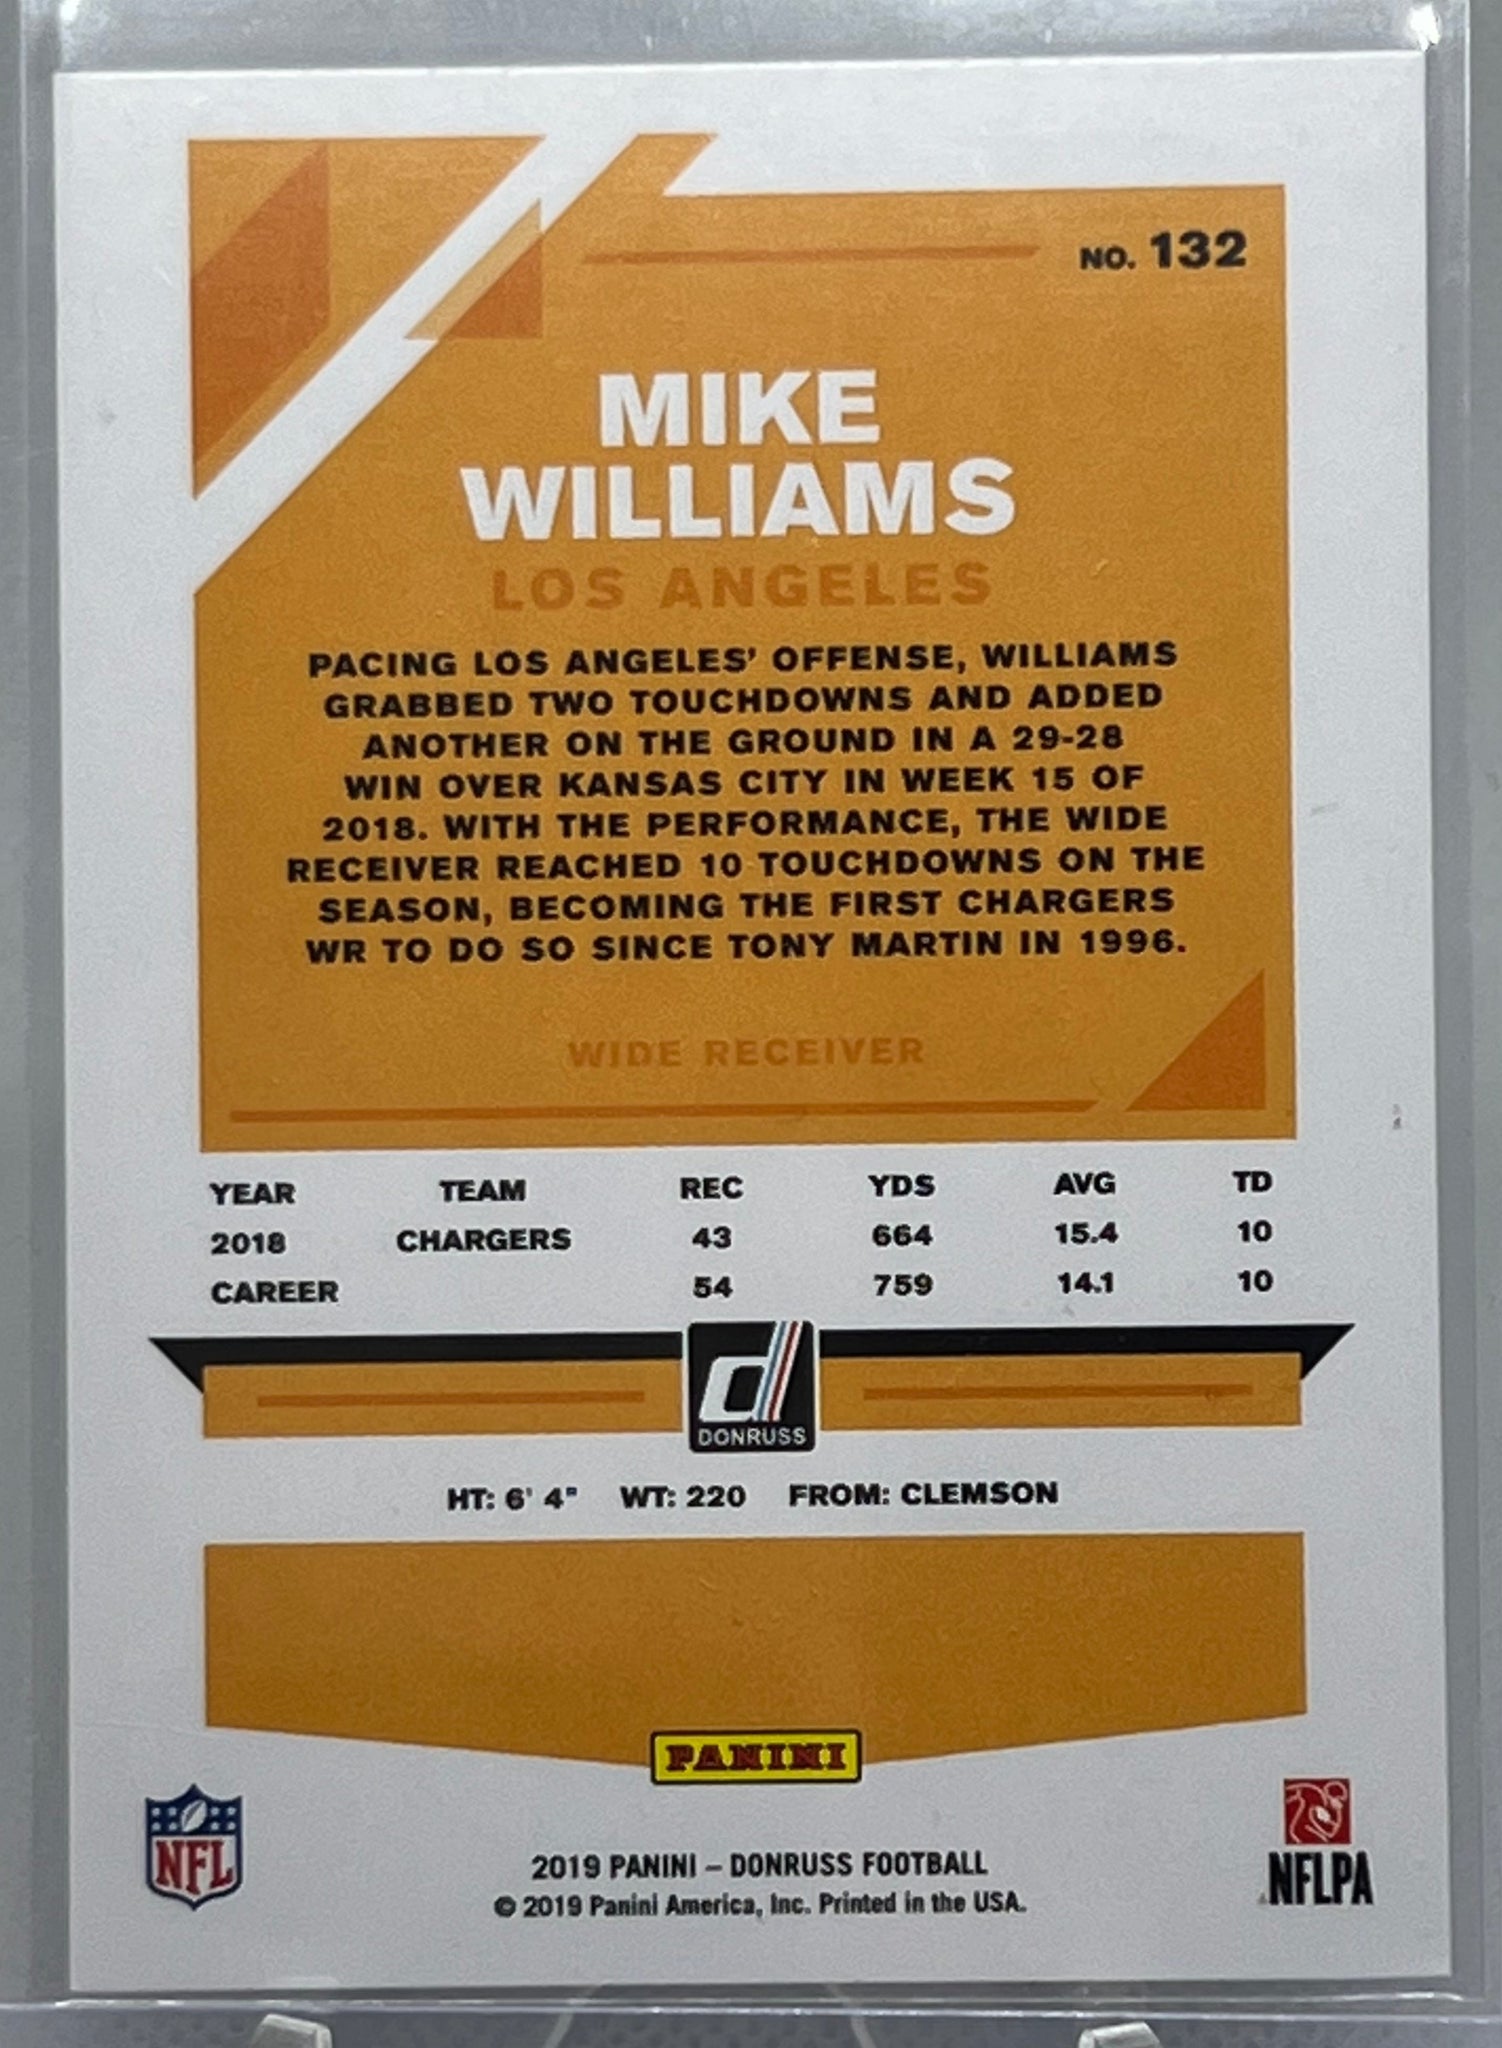 NO. 132
MIKE
WILLIAMS
LOS ANGELES
PACING LOS ANGELES' OFFENSE, WILLIAMS
GRABBED TWO TOUCHDOWNS AND ADDED
ANOTHER ON THE GROUND IN A 29-28
WIN OVER KANSAS CITY IN WEEK 15 OF
2018. WITH THE PERFORMANCE, THE WIDE
RECEIVER REACHED 10 TOUCHDOWNS ON THE
SEASON, BECOMING THE FIRST CHARGERS
WR TO DO SO SINCE TONY MARTIN IN 1996.
WIDE RECEIVER
YEAR TEAM REC YDS AVG TD
2018 CHARGERS 43 664 15.4 10
CAREER 54 759 14.1 10
d
DONRUSS
HT: 6' 4" WT: 220 FROM: CLEMSON
PANINI
NFL
2019 PANINI – DONRUSS FOOTBALL
© 2019 Panini America, Inc. Printed in the USA.
NFLPA